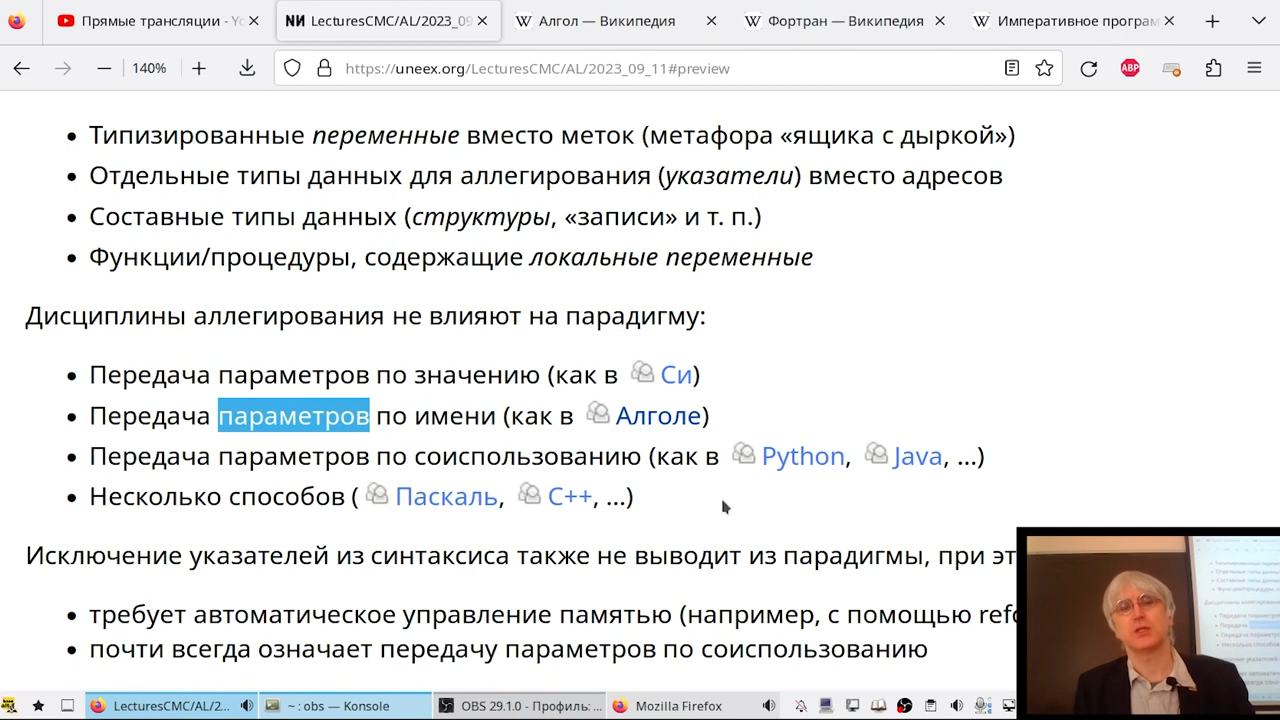 Прямые трансляции - Yo
ИИ LecturesCMC/AL/2023_09
W Алгол — Википедия
W Фортран — Википедия
W Императивное програм
140%
https://uneex.org/LecturesCMC/AL/2023_09_11#preview
ABP
• Типизированные переменные вместо меток (метафора «ящика с дыркой»)
• Отдельные типы данных для аллегирования (указатели) вместо адресов
• Составные типы данных (структуры, «записи» и т. п.)
• Функции/процедуры, содержащие локальные переменные
Дисциплины аллегирования не влияют на парадигму:
• Передача параметров по значению (как в Си)
• Передача параметров по имени (как в Алголе)
• Передача параметров по соиспользованию (как в Python, Java, ...)
• Несколько способов ( Паскаль, C++, ...)
Исключение указателей из синтаксиса также не выводит из парадигмы, при эт
• требует автоматическое управление памятью (например, с помощью refc
• почти всегда означает передачу параметров по соиспользованию
LecturesCMC/AL/2...
~ : obs — Konsole
OBS 29.1.0 - Профиль: ...
Mozilla Firefox